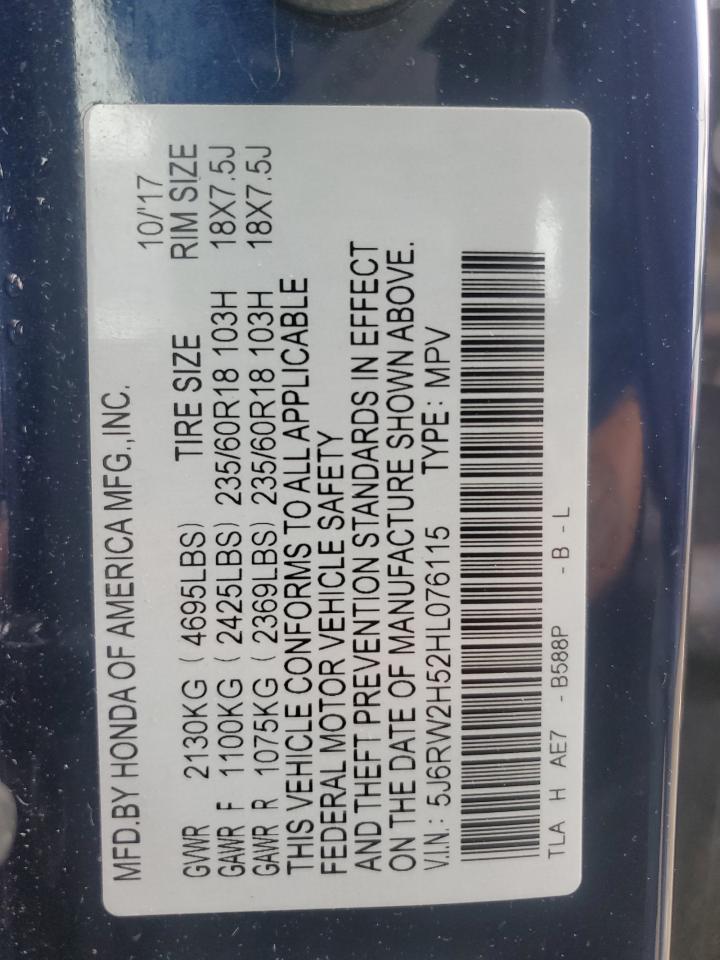 MFD.BY HONDA OF AMERICA MFG.,INC. 10/'17
GVWR 2130KG ( 4695LBS) TIRE SIZE RIM SIZE
GAWR F 1100KG ( 2425LBS) 235/60R18 103H 18X7.5J
GAWR R 1075KG ( 2369LBS) 235/60R18 103H 18X7.5J
THIS VEHICLE CONFORMS TO ALL APPLICABLE
FEDERAL MOTOR VEHICLE SAFETY
AND THEFT PREVENTION STANDARDS IN EFFECT
ON THE DATE OF MANUFACTURE SHOWN ABOVE.
V.I.N.: 5J6RW2H52HL076115 TYPE: MPV
TLA H AE7 - B588P - B - L